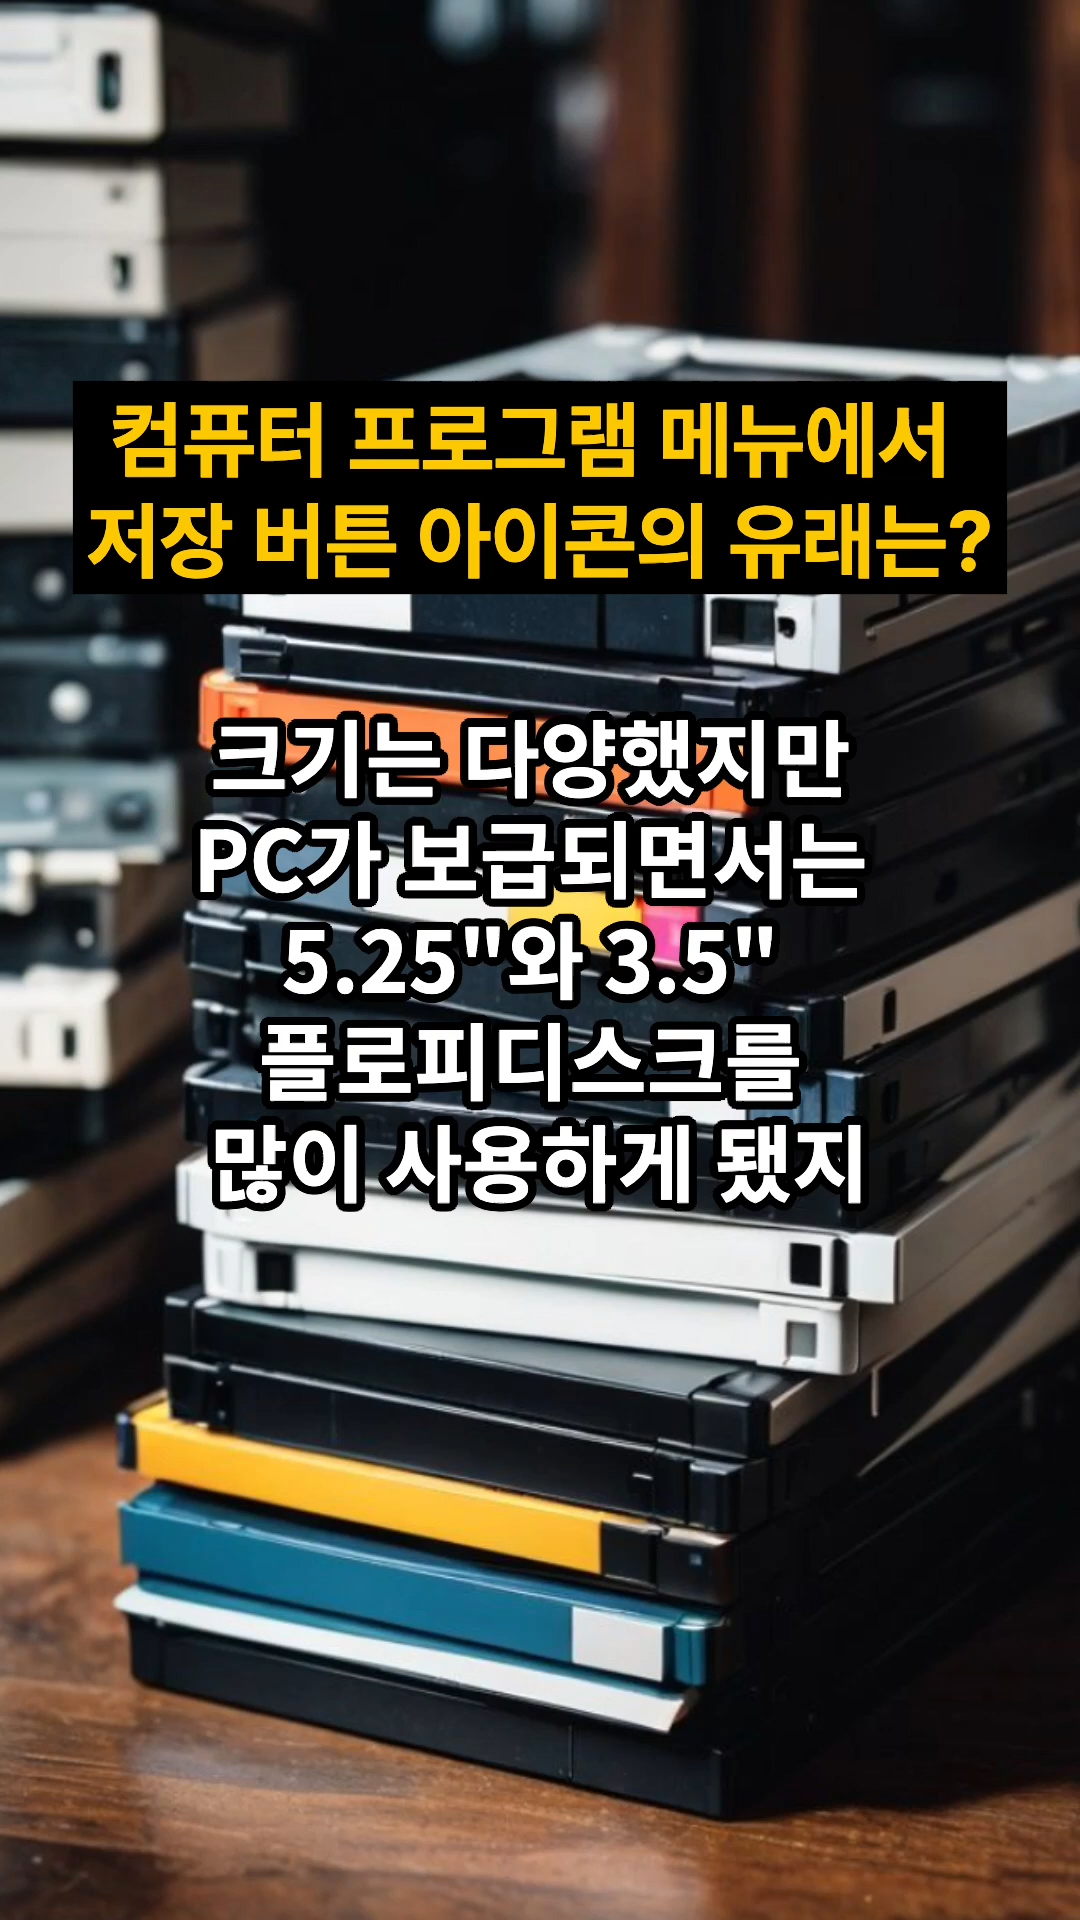 컴퓨터 프로그램 메뉴에서
저장 버튼 아이콘의 유래는?
크기는 다양했지만
PC가 보급되면서는
5.25"와 3.5"
플로피디스크를
많이 사용하게 됐지